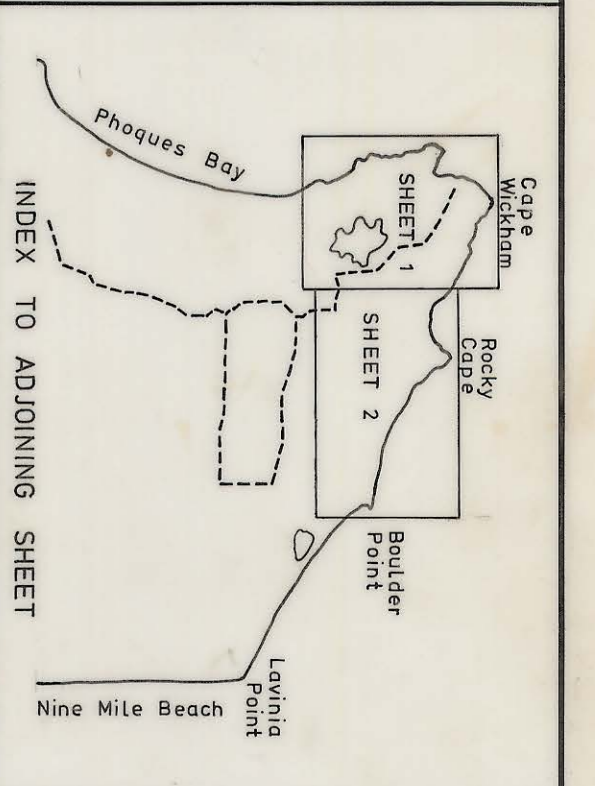 Cape
Wickham
Rocky
Cape
SHEET 1
SHEET 2
Phoques Bay
Boulder
Point
Lavinia
Point
Nine Mile Beach
INDEX TO ADJOINING SHEET